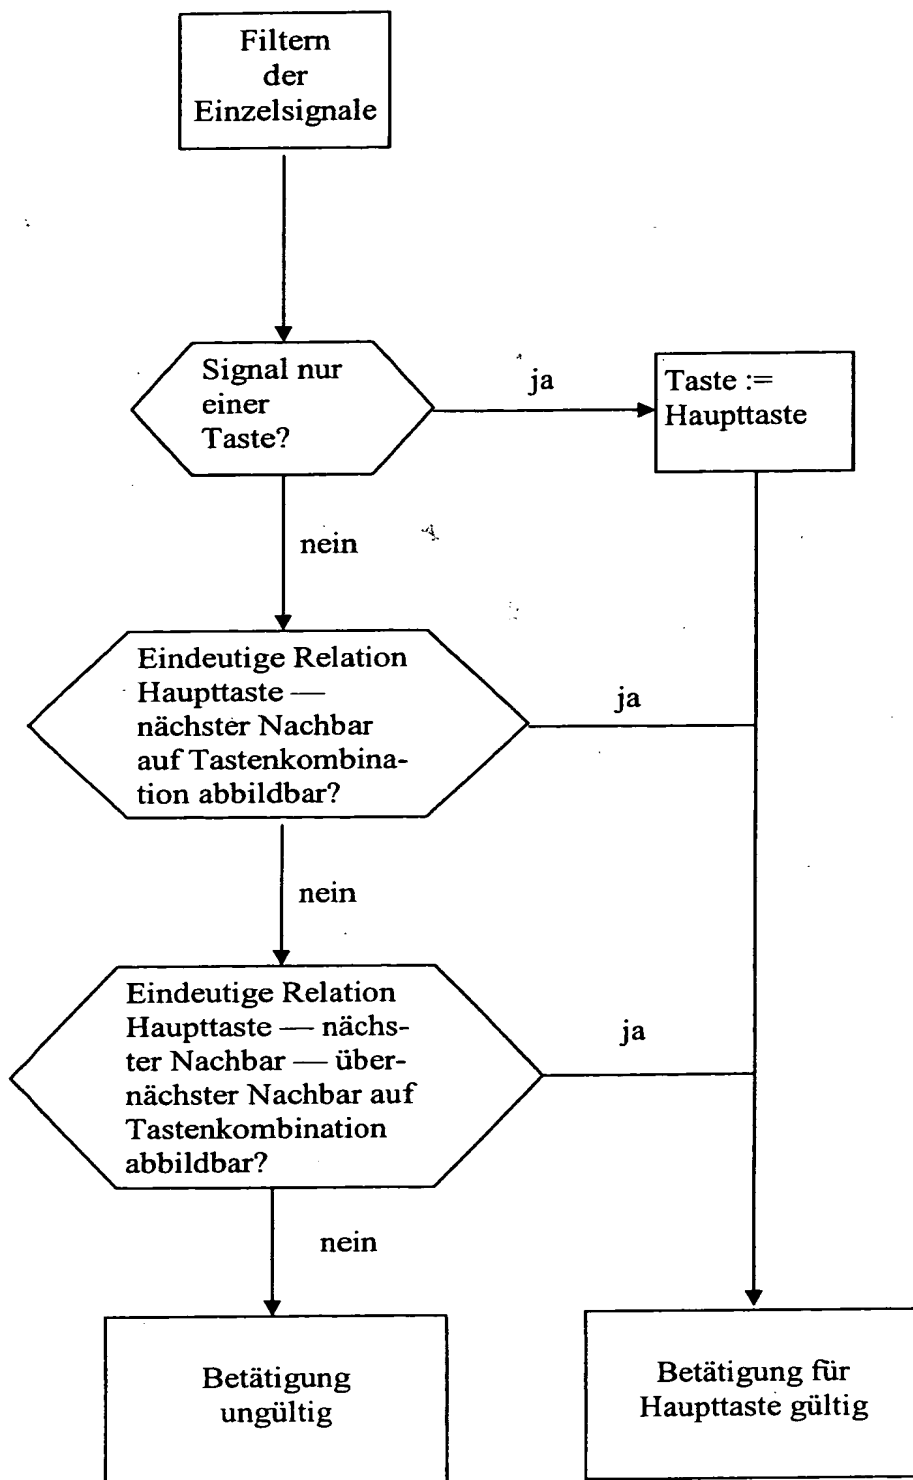 Filtern
der
Einzelsignale
Signal nur
einer
Taste?
ja
Taste :=
Haupttaste
nein
Eindeutige Relation
Haupttaste —
nächster Nachbar
auf Tastenkombina-
tion abbildbar?
ja
nein
Eindeutige Relation
Haupttaste — nächs-
ter Nachbar — über-
nächster Nachbar auf
Tastenkombination
abbildbar?
ja
nein
Betätigung
ungültig
Betätigung für
Haupttaste gültig